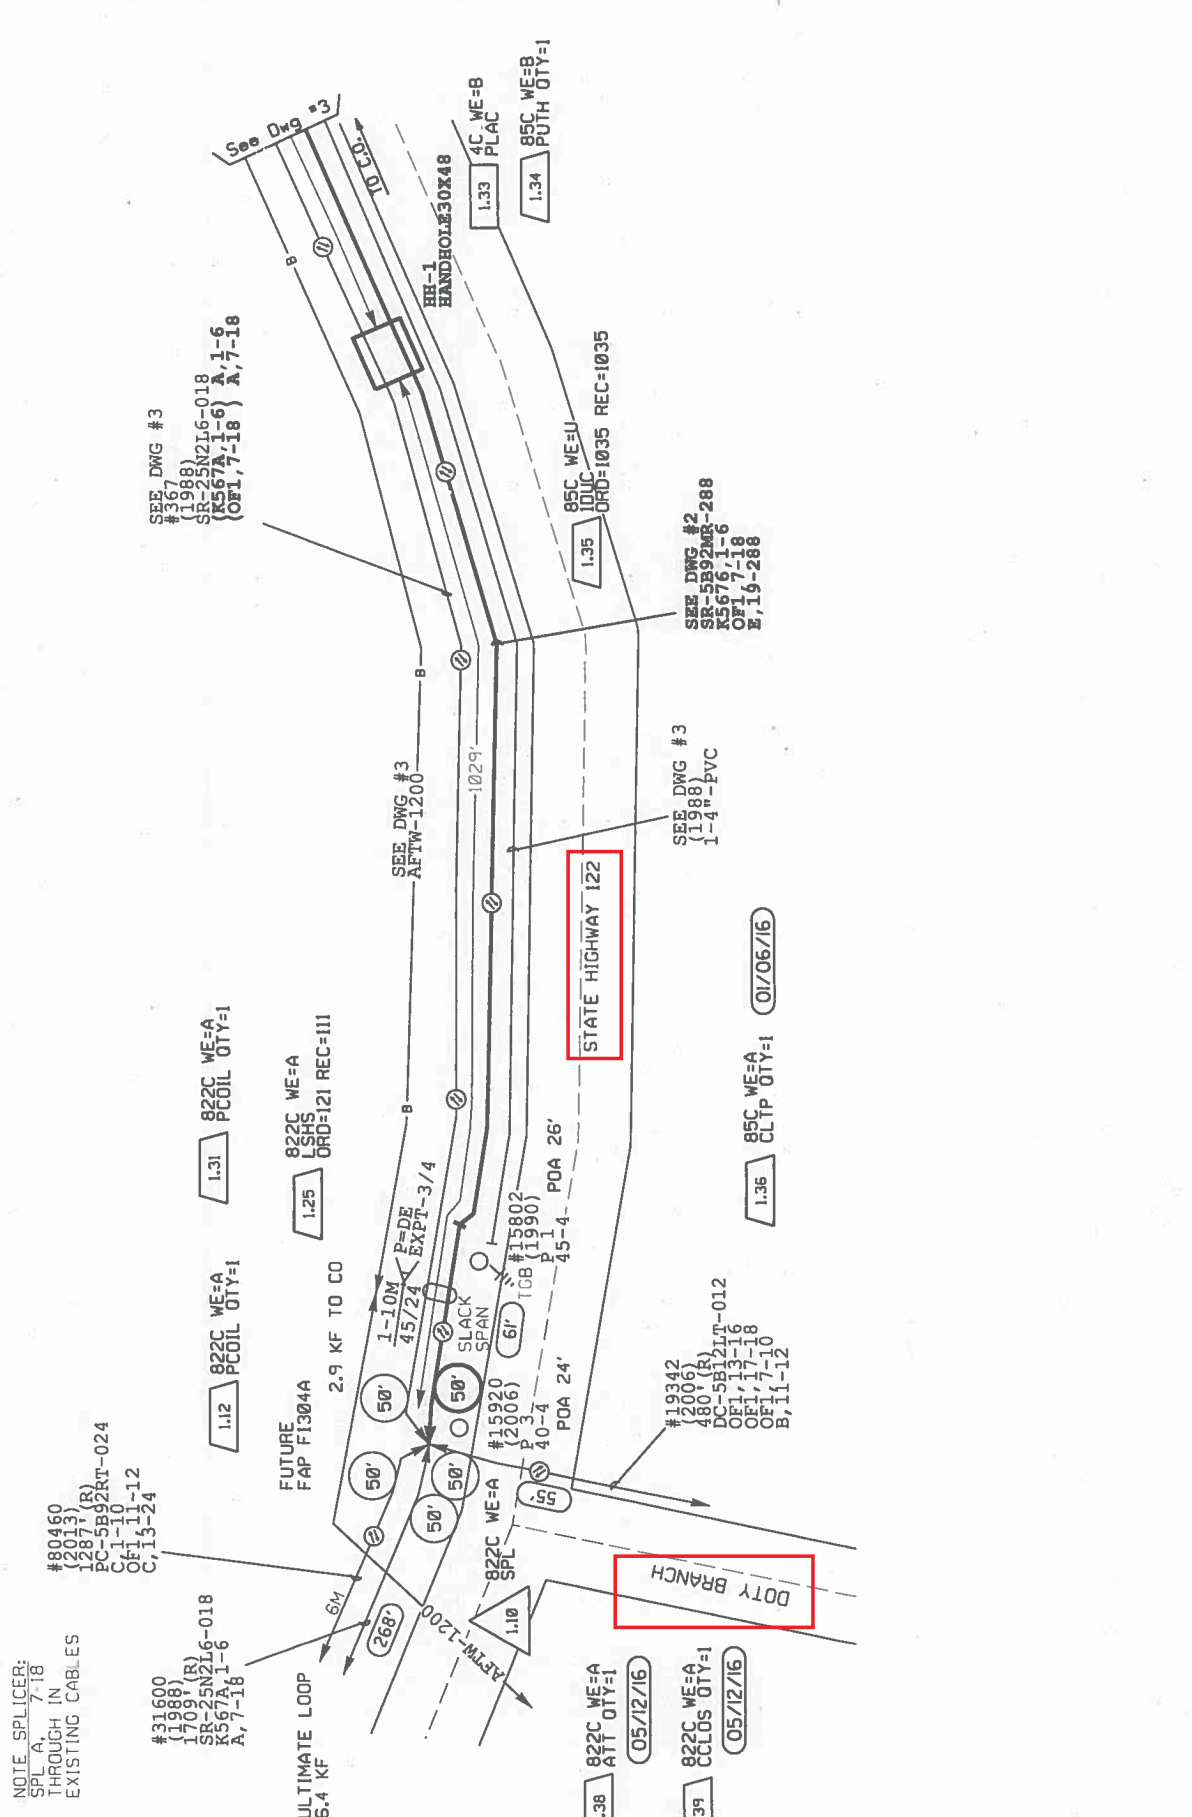 See Dwg #3
TO C.O.
4C WE=B
PLAC
1.33
85C WE=B
PUTH QTY=1
1.34
HH-1
HANDHOLE30X48
B
SEE DWG #3
#367
(1988)
SR-25N2L6-018
(K567A,1-6) A,1-6
(OF1,7-18 ) A,7-18
85C WE=U
IDUC
ORD=1035 REC=1035
1.35
SEE DWG #2
SR-5B92MR-288
K5676,1-6
OF1,7-18
E,19-288
B
1029'
SEE DWG #3
AFTW-1200
SEE DWG #3
(1988)
1-4"-PVC
STATE HIGHWAY 122
01/06/16
85C WE=A
CLTP QTY=1
1.36
822C WE=A
PCOIL QTY=1
1.31
822C WE=A
LSHS
ORD=121 REC=111
1.25
B
P=DE
EXPT-3/4
1-10M
45/24
SLACK
SPAN
TGB
61'
#15802
(1990)
P 1
45-4
POA 26'
822C WE=A
PCOIL QTY=1
1.12
2.9 KF TO CO
FUTURE
FAP F1304A
50'
50'
50'
50'
50'
#15920
(2006)
P 3
40-4
POA 24'
#19342
(2006)
480' (R)
DC-5B12LT-012
OF1,13-16
OF1,17-18
OF1,7-10
B,11-12
55'
#80460
(2013)
1287' (R)
PC-5B92RT-024
C,1-10
OF1,11-12
C,13-24
6M
268'
#31600
(1988)
1709' (R)
SR-25N2L6-018
K567A,1-6
A,7-18
822C WE=A
SPL
1.10
AFTW-1200
DOTY BRANCH
NOTE SPLICER:
SPL A, 7-18
THROUGH IN
EXISTING CABLES
ULTIMATE LOOP
6.4 KF
822C WE=A
ATT QTY=1
.38
05/12/16
822C WE=A
CCLOS QTY=1
39
05/12/16